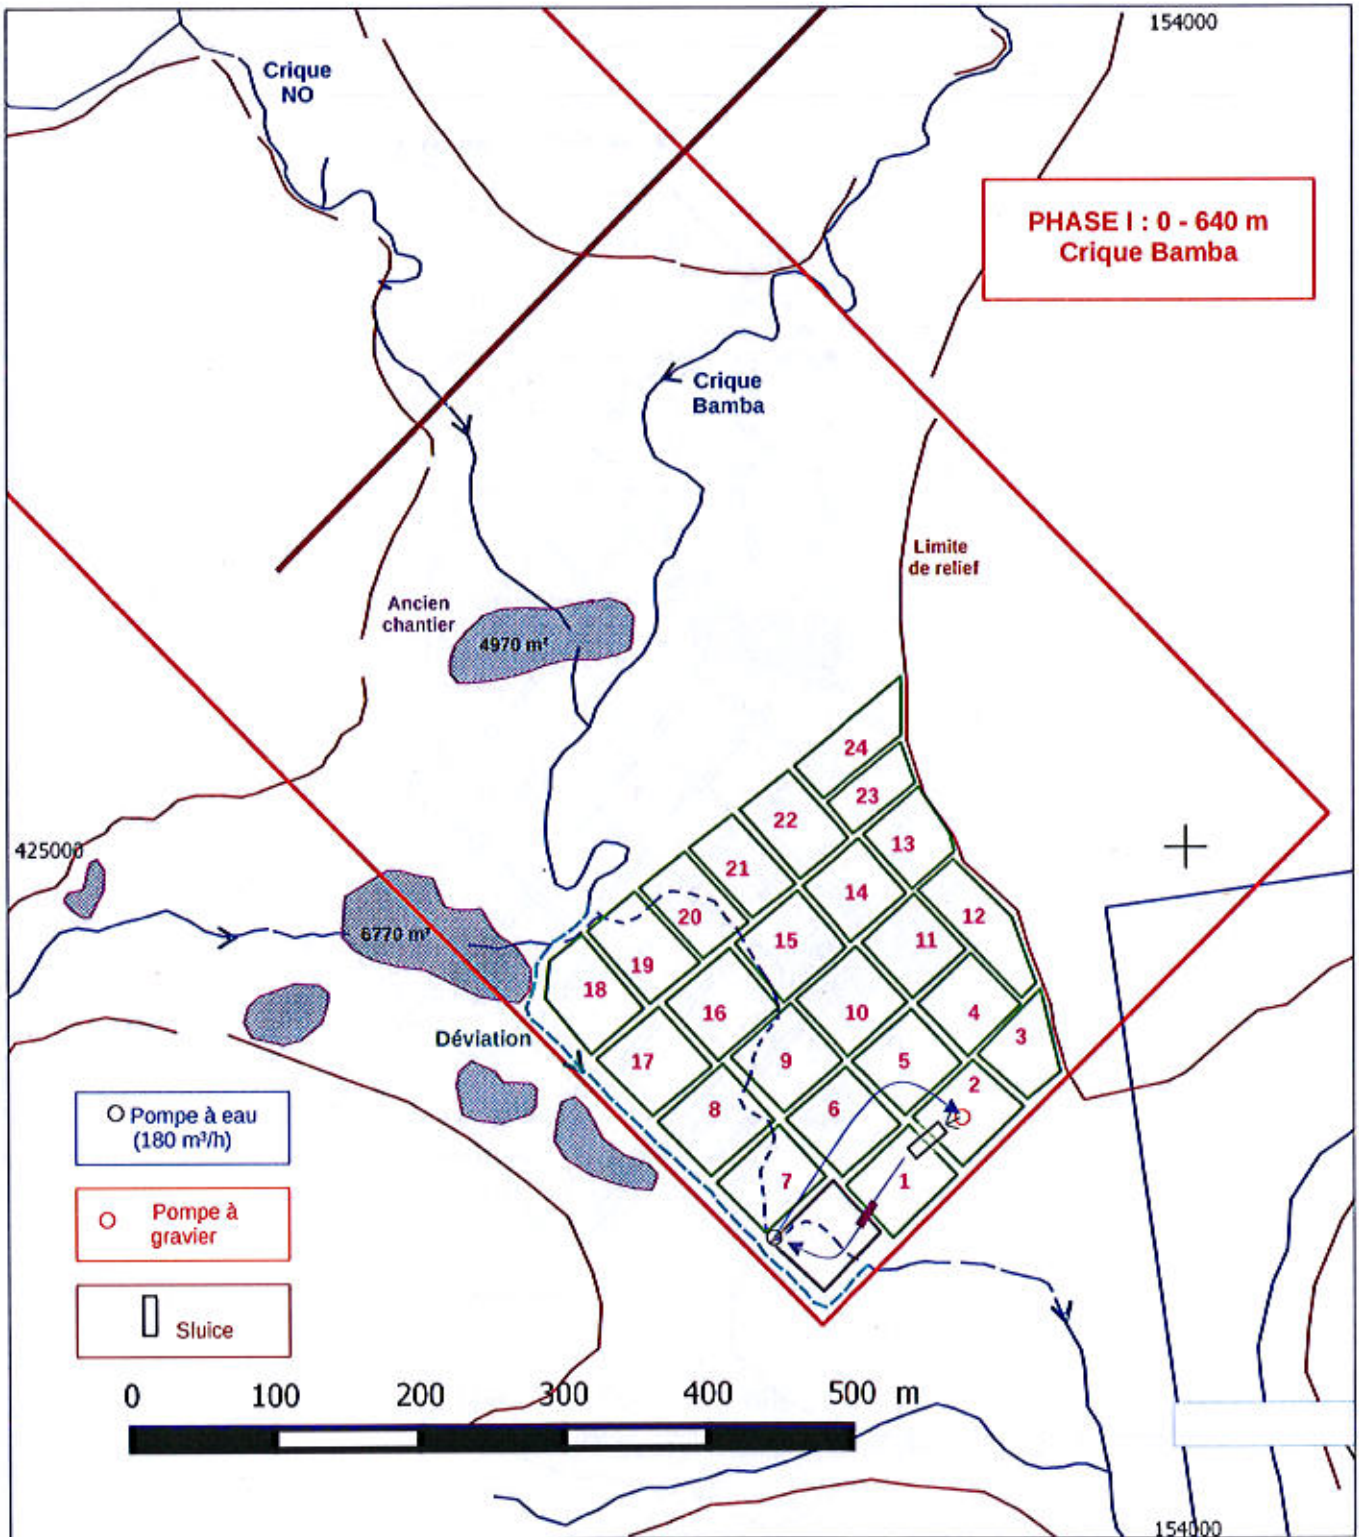 154000
Crique
NO
PHASE I : 0 - 640 m
Crique Bamba
Crique
Bamba
Limite
de relief
Ancien
chantier
4970 m²
24
23
22
13
21
14
12
20
15
11
19
18
16
10
4
3
17
9
5
2
8
6
7
1
425000
6770 m²
Déviation
Pompe à eau
(180 m³/h)
Pompe à
gravier
Sluice
0 100 200 300 400 500 m
154000